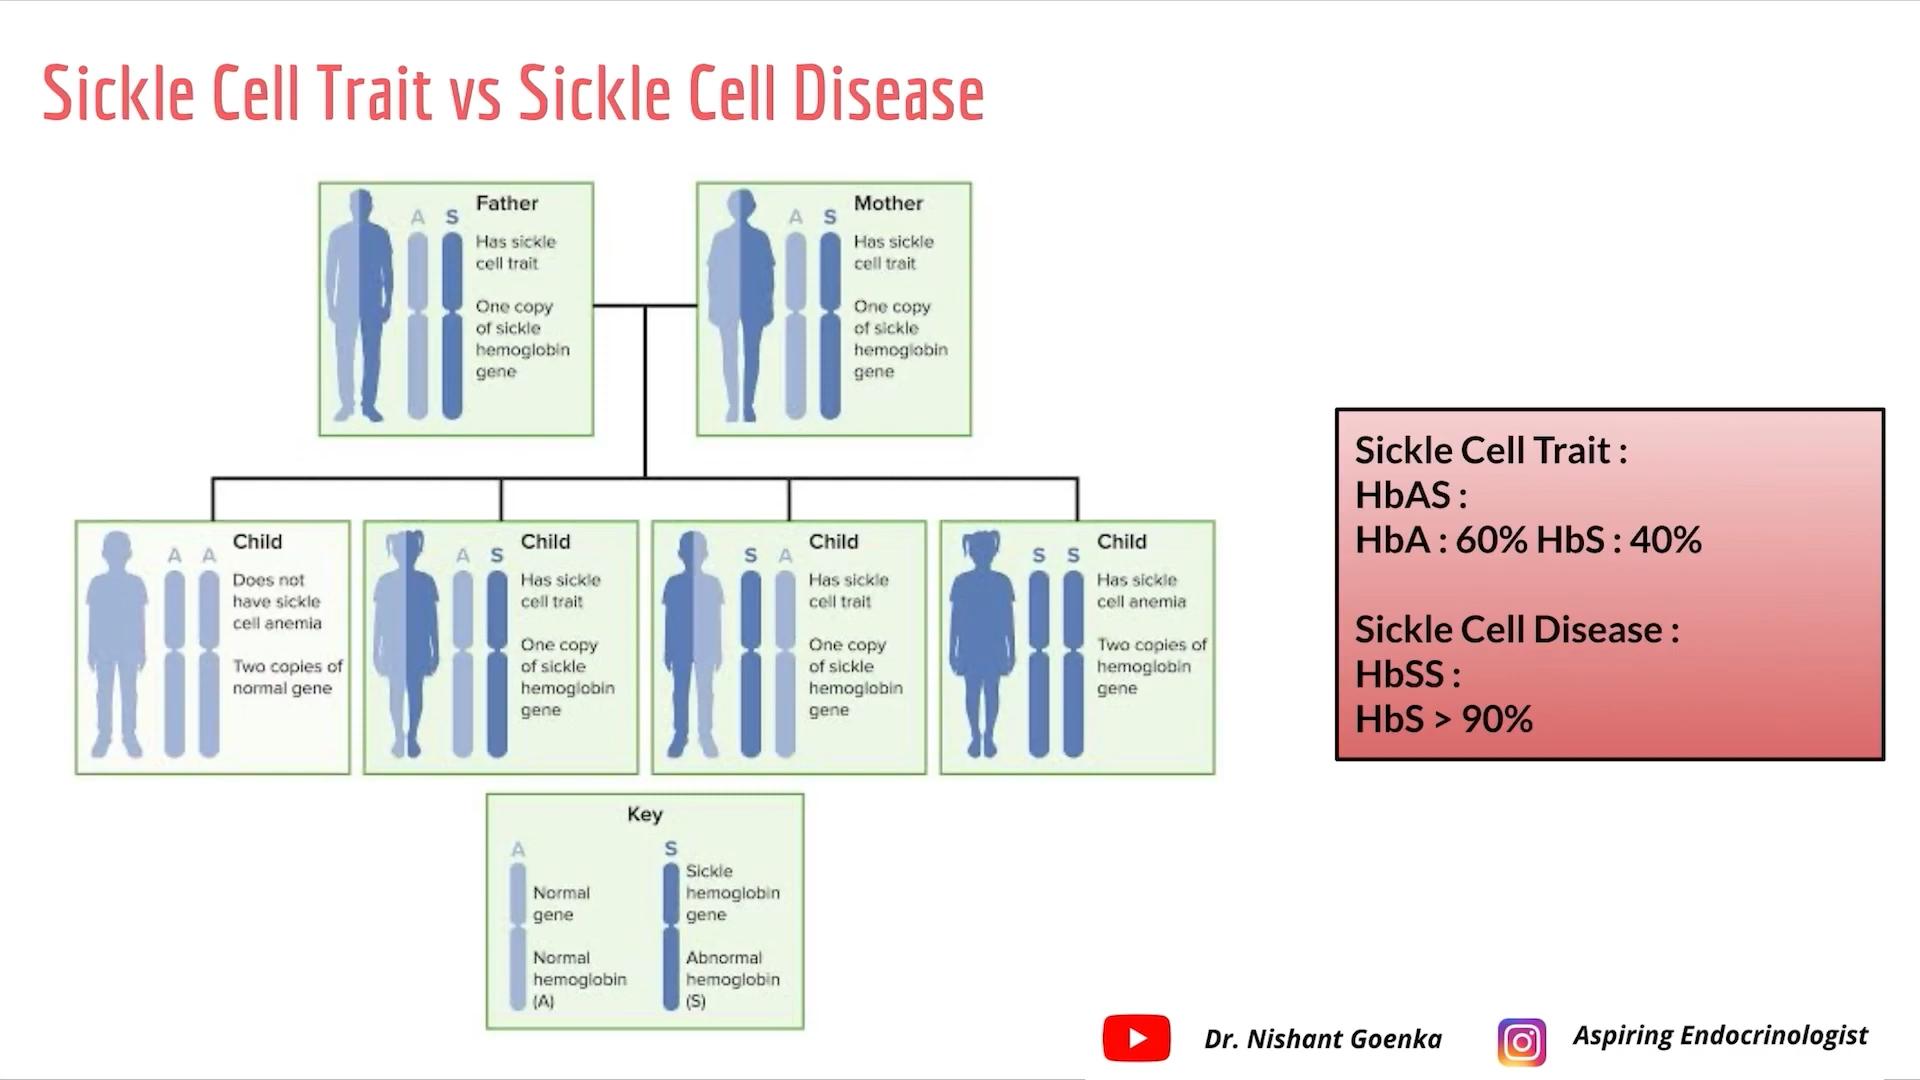 Sickle Cell Trait vs Sickle Cell Disease
A S
Father
Has sickle
cell trait
One copy
of sickle
hemoglobin
gene
A S
Mother
Has sickle
cell trait
One copy
of sickle
hemoglobin
gene
A A
Child
Does not
have sickle
cell anemia
Two copies of
normal gene
A S
Child
Has sickle
cell trait
One copy
of sickle
hemoglobin
gene
S A
Child
Has sickle
cell trait
One copy
of sickle
hemoglobin
gene
S S
Child
Has sickle
cell anemia
Two copies of
hemoglobin
gene
Key
A
Normal
gene
Normal
hemoglobin
(A)
S
Sickle
hemoglobin
gene
Abnormal
hemoglobin
(S)
Sickle Cell Trait :
HbAS :
HbA : 60% HbS : 40%
Sickle Cell Disease :
HbSS :
HbS > 90%
Dr. Nishant Goenka
Aspiring Endocrinologist